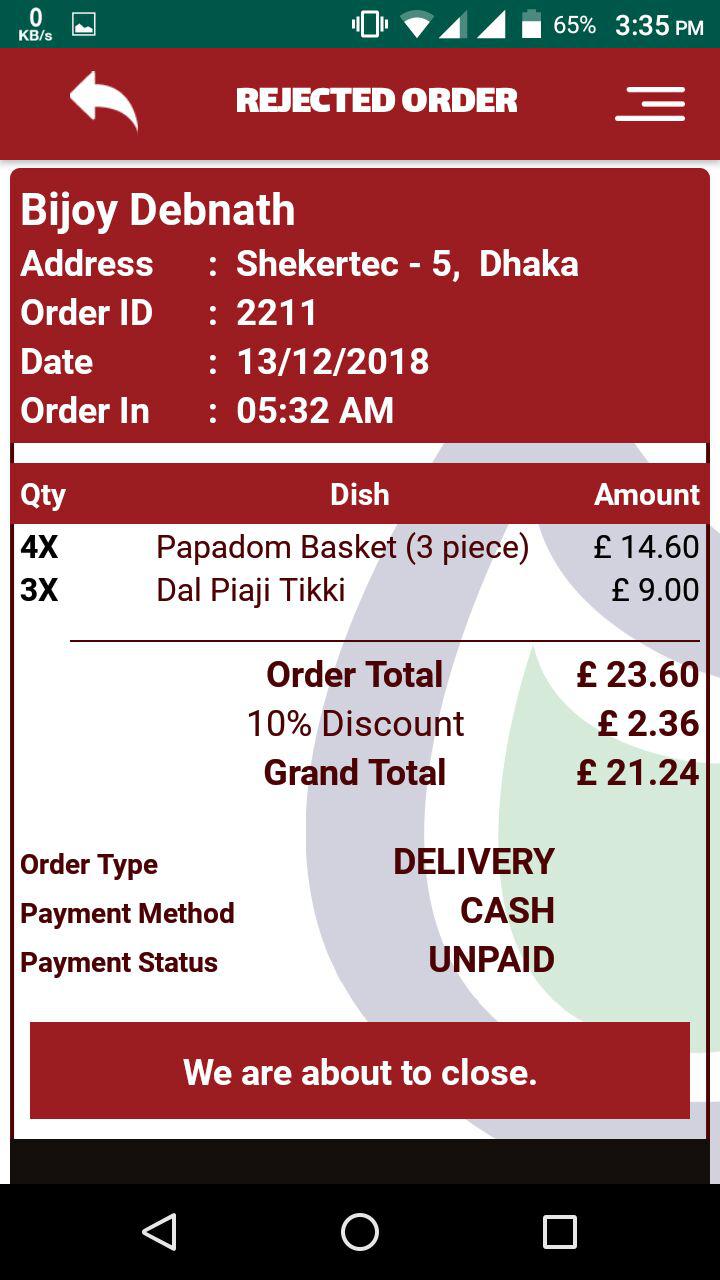 0
KB/s
65% 3:35 PM
REJECTED ORDER
Bijoy Debnath
Address : Shekertec - 5, Dhaka
Order ID : 2211
Date : 13/12/2018
Order In : 05:32 AM
Qty Dish Amount
4X Papadom Basket (3 piece) £ 14.60
3X Dal Piaji Tikki £ 9.00
Order Total £ 23.60
10% Discount £ 2.36
Grand Total £ 21.24
Order Type DELIVERY
Payment Method CASH
Payment Status UNPAID
We are about to close.